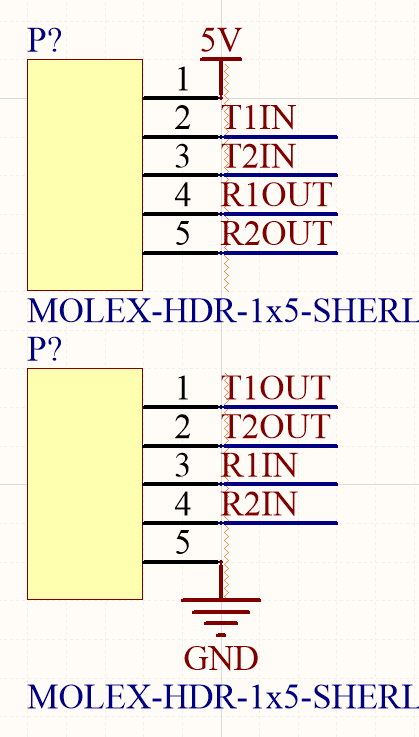 P?
5V
1
2 T1IN
3 T2IN
4 R1OUT
5 R2OUT
MOLEX-HDR-1x5-SHERL
P?
1 T1OUT
2 T2OUT
3 R1IN
4 R2IN
5
GND
MOLEX-HDR-1x5-SHERL